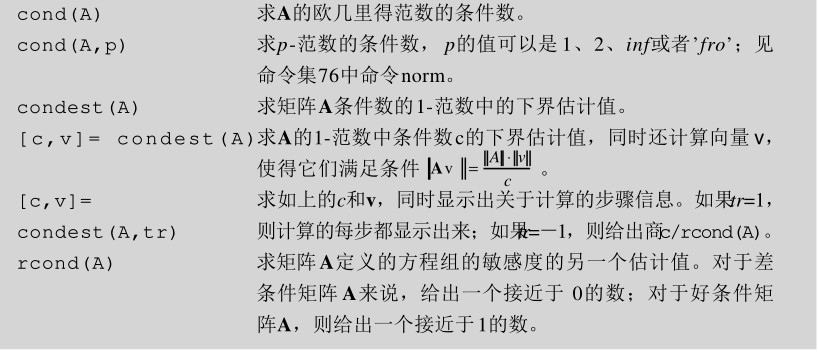 cond(A) 求A的欧几里得范数的条件数。
cond(A,p) 求p-范数的条件数，p的值可以是1、2、inf或者'fro'；见
命令集76中命令norm。
condest(A) 求矩阵A条件数的1-范数中的下界估计值。
[c,v]= condest(A) 求A的1-范数中条件数c的下界估计值，同时还计算向量v，
使得它们满足条件 ‖Av‖=‖A‖·‖v‖/c 。
[c,v]= 求如上的c和v，同时显示出关于计算的步骤信息。如果tr=1，
condest(A,tr) 则计算的每步都显示出来；如果tr=－1，则给出商c/rcond(A)。
rcond(A) 求矩阵A定义的方程组的敏感度的另一个估计值。对于差
条件矩阵A来说，给出一个接近于 0的数；对于好条件矩
阵A，则给出一个接近于1的数。